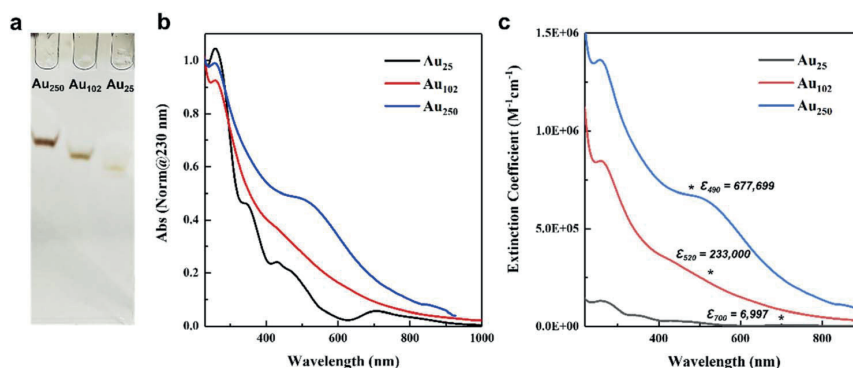 a
Au250 Au102 Au25
b
Abs (Norm@230 nm)
1.0
0.8
0.6
0.4
0.2
0.0
Au25
Au102
Au250
400 600 800 1000
Wavelength (nm)
c
Extinction Coefficient (M-1cm-1)
1.5E+06
1.0E+06
5.0E+05
0.0E+00
Au25
Au102
Au250
* ε490 = 677,699
ε520 = 233,000
*
ε700 = 6,997 *
400 600 800
Wavelength (nm)